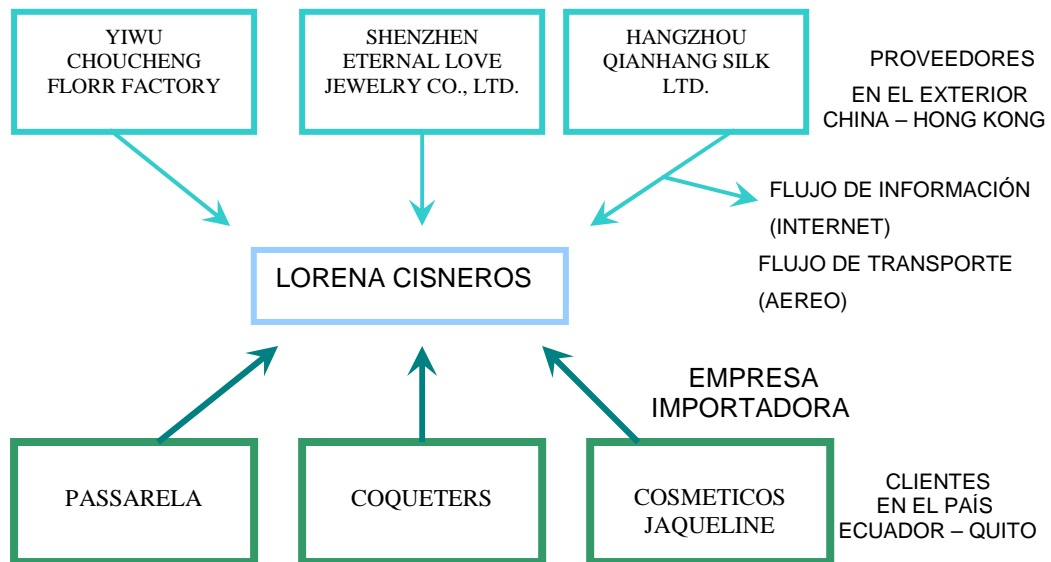 YIWU
CHOUCHENG
FLORR FACTORY
SHENZHEN
ETERNAL LOVE
JEWELRY CO., LTD.
HANGZHOU
QIANHANG SILK
LTD.
PROVEEDORES
EN EL EXTERIOR
CHINA – HONG KONG
FLUJO DE INFORMACIÓN
(INTERNET)
FLUJO DE TRANSPORTE
(AEREO)
LORENA CISNEROS
EMPRESA
IMPORTADORA
PASSARELA
COQUETERS
COSMETICOS
JAQUELINE
CLIENTES
EN EL PAÍS
ECUADOR – QUITO